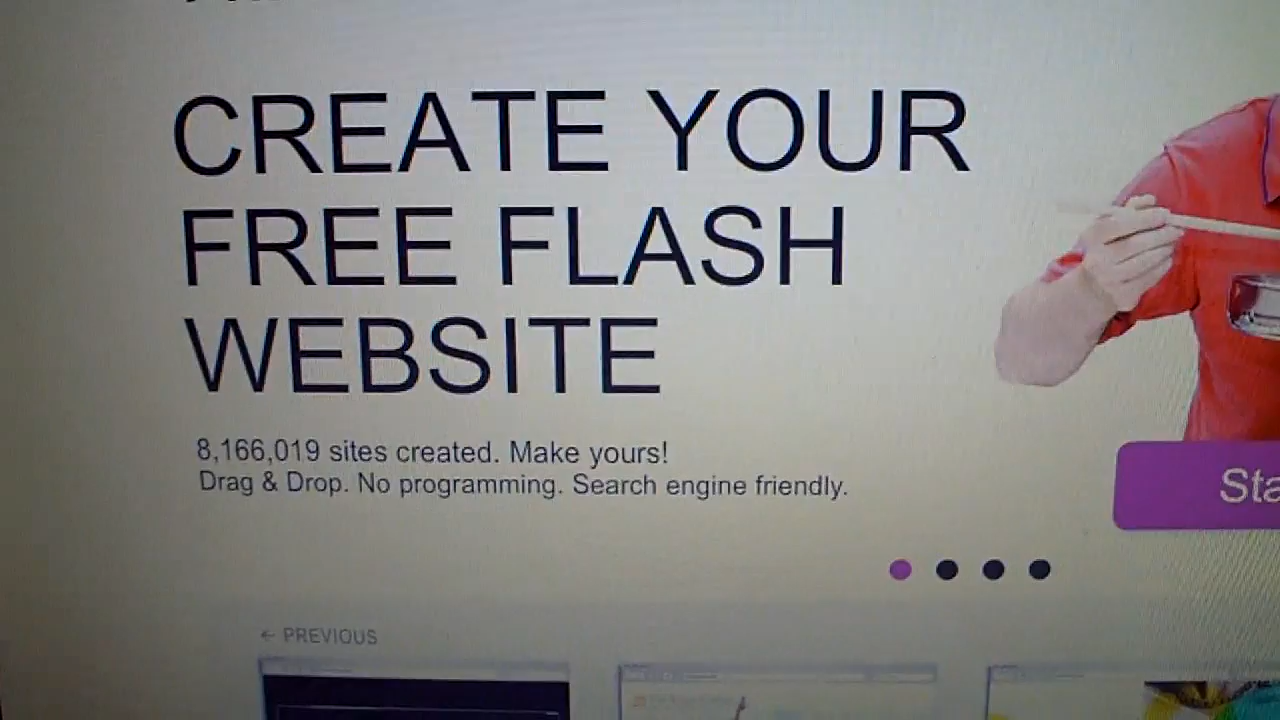 CREATE YOUR
FREE FLASH
WEBSITE
8,166,019 sites created. Make yours!
Drag & Drop. No programming. Search engine friendly.
← PREVIOUS